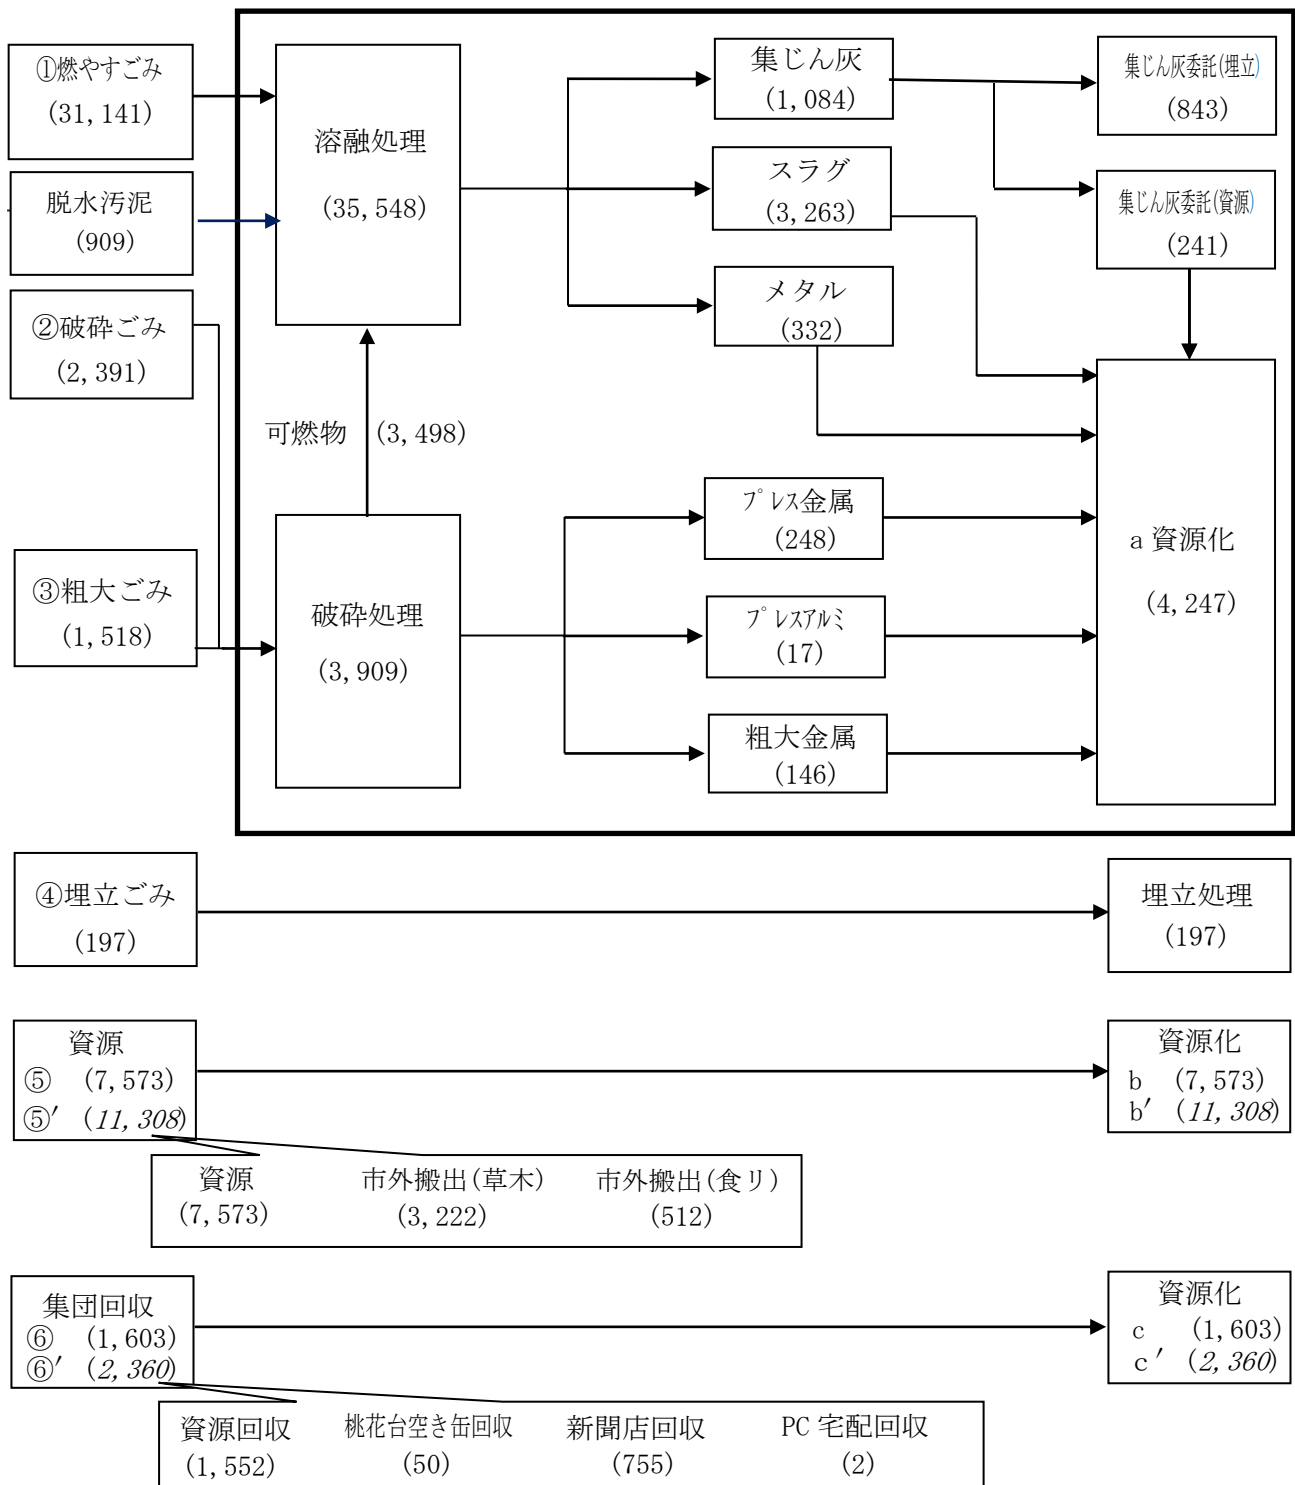 ①燃やすごみ
(31,141)
脱水汚泥
(909)
②破砕ごみ
(2,391)
③粗大ごみ
(1,518)
溶融処理
(35,548)
可燃物 (3,498)
破砕処理
(3,909)
集じん灰
(1,084)
スラグ
(3,263)
メタル
(332)
プレス金属
(248)
プレスアルミ
(17)
粗大金属
(146)
集じん灰委託(埋立)
(843)
集じん灰委託(資源)
(241)
a 資源化
(4,247)
④埋立ごみ
(197)
埋立処理
(197)
資源
⑤ (7,573)
⑤′ (11,308)
資源化
b (7,573)
b′ (11,308)
資源 市外搬出(草木) 市外搬出(食リ)
(7,573) (3,222) (512)
集団回収
⑥ (1,603)
⑥′ (2,360)
資源化
c (1,603)
c′ (2,360)
資源回収 桃花台空き缶回収 新聞店回収 PC 宅配回収
(1,552) (50) (755) (2)